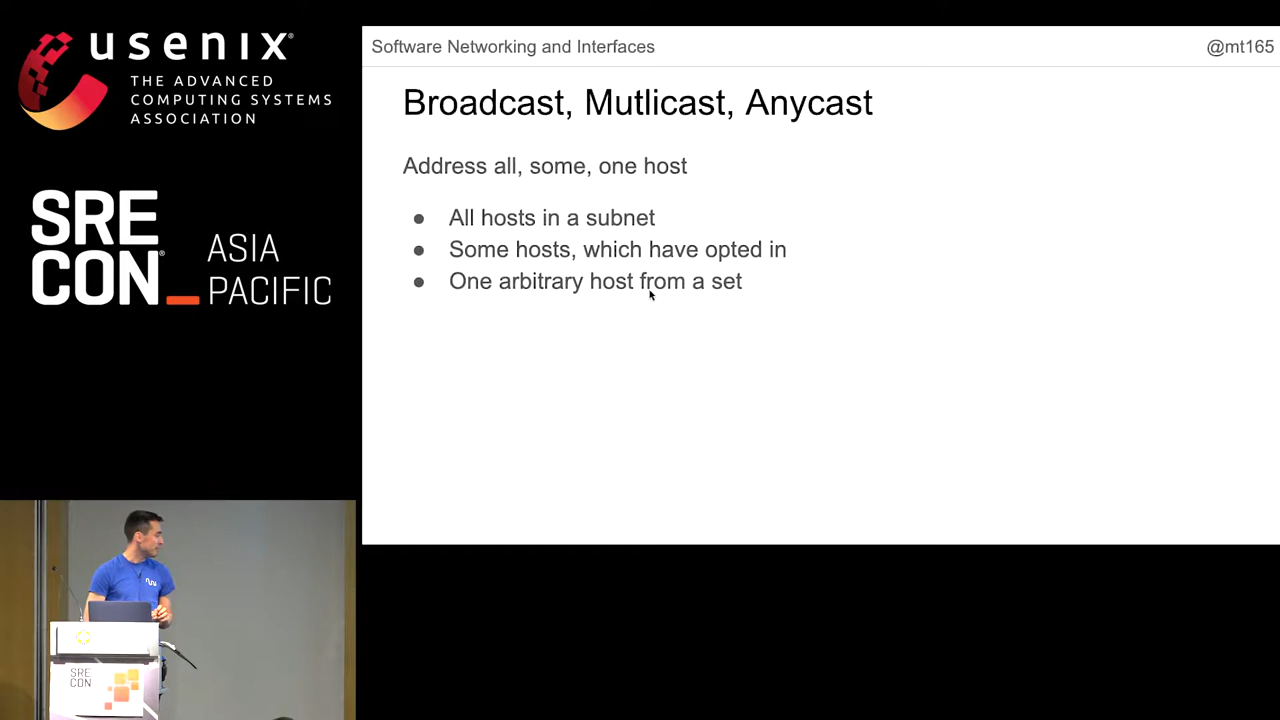 usenix®
THE ADVANCED
COMPUTING SYSTEMS
ASSOCIATION
SRE
CON®
ASIA
PACIFIC
Software Networking and Interfaces
@mt165
Broadcast, Mutlicast, Anycast
Address all, some, one host
● All hosts in a subnet
● Some hosts, which have opted in
● One arbitrary host from a set
SRE
CON